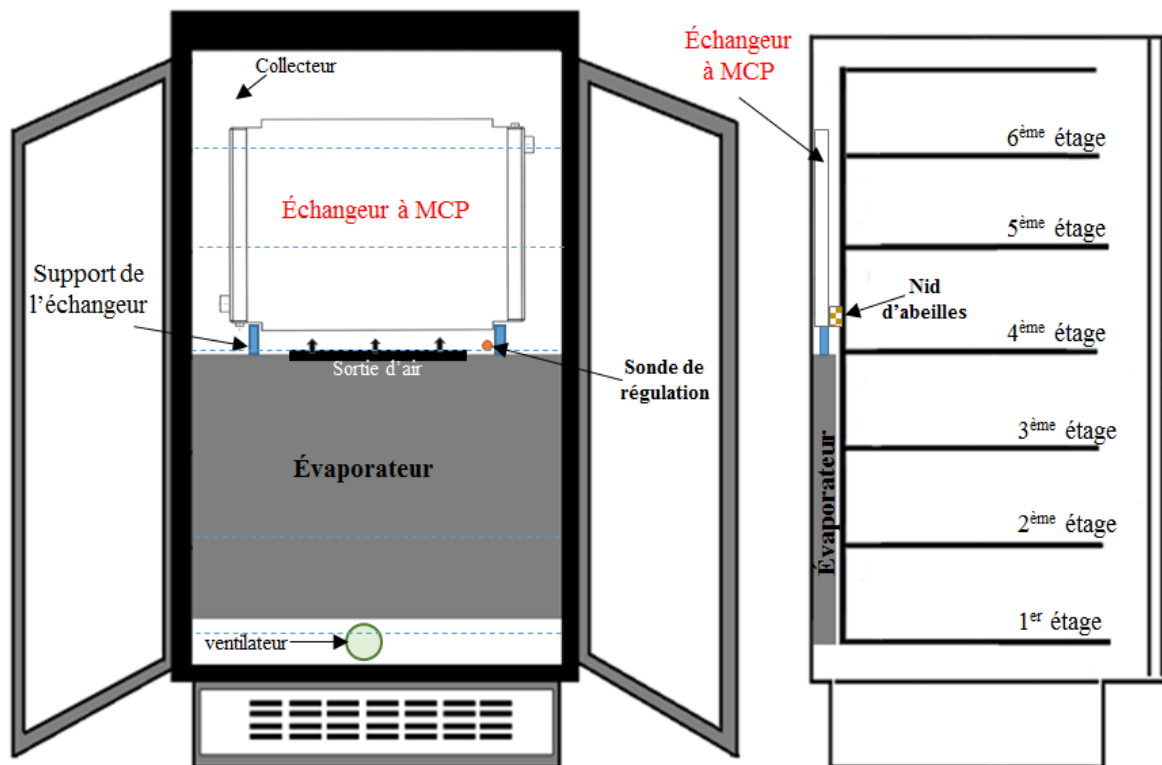 Collecteur
Échangeur à MCP
Support de
l’échangeur
Sortie d’air
Sonde de
régulation
Évaporateur
ventilateur
Échangeur
à MCP
6ème étage
5ème étage
Nid
d’abeilles
4ème étage
3ème étage
2ème étage
1er étage
Évaporateur